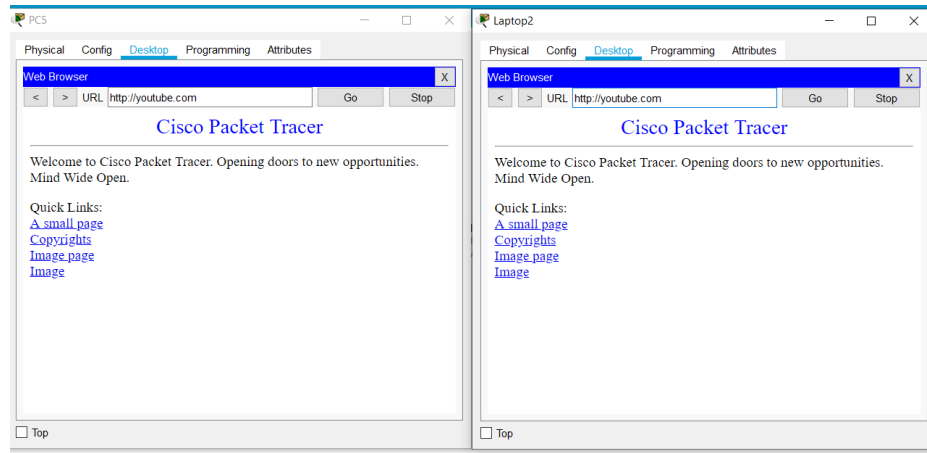 PC5
Physical Config Desktop Programming Attributes
Web Browser X
< > URL http://youtube.com Go Stop
Cisco Packet Tracer
Welcome to Cisco Packet Tracer. Opening doors to new opportunities.
Mind Wide Open.
Quick Links:
A small page
Copyrights
Image page
Image
Top
Laptop2
Physical Config Desktop Programming Attributes
Web Browser X
< > URL http://youtube.com Go Stop
Cisco Packet Tracer
Welcome to Cisco Packet Tracer. Opening doors to new opportunities.
Mind Wide Open.
Quick Links:
A small page
Copyrights
Image page
Image
Top